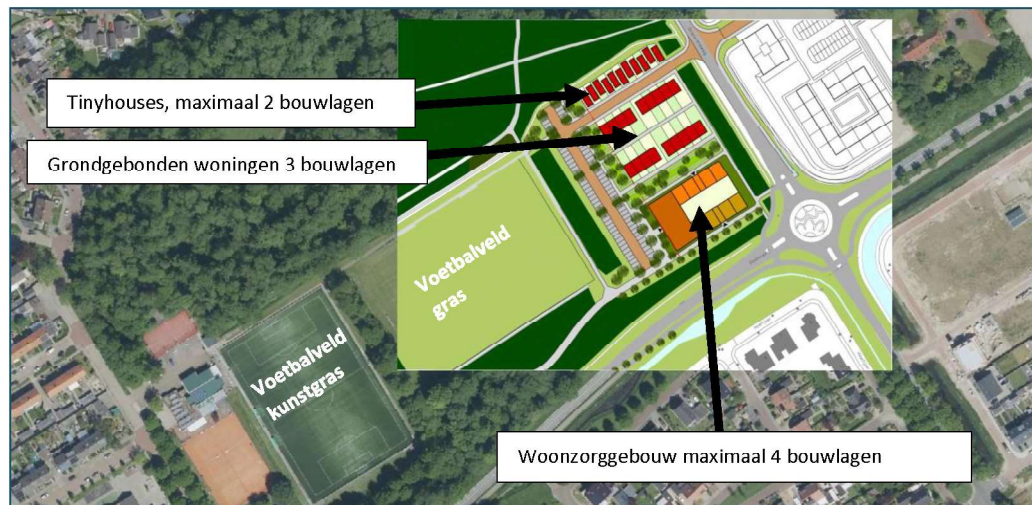 Tinyhouses, maximaal 2 bouwlagen
Grondgebonden woningen 3 bouwlagen
Voetbalveld
gras
Voetbalveld
kunstgras
Woonzorggebouw maximaal 4 bouwlagen